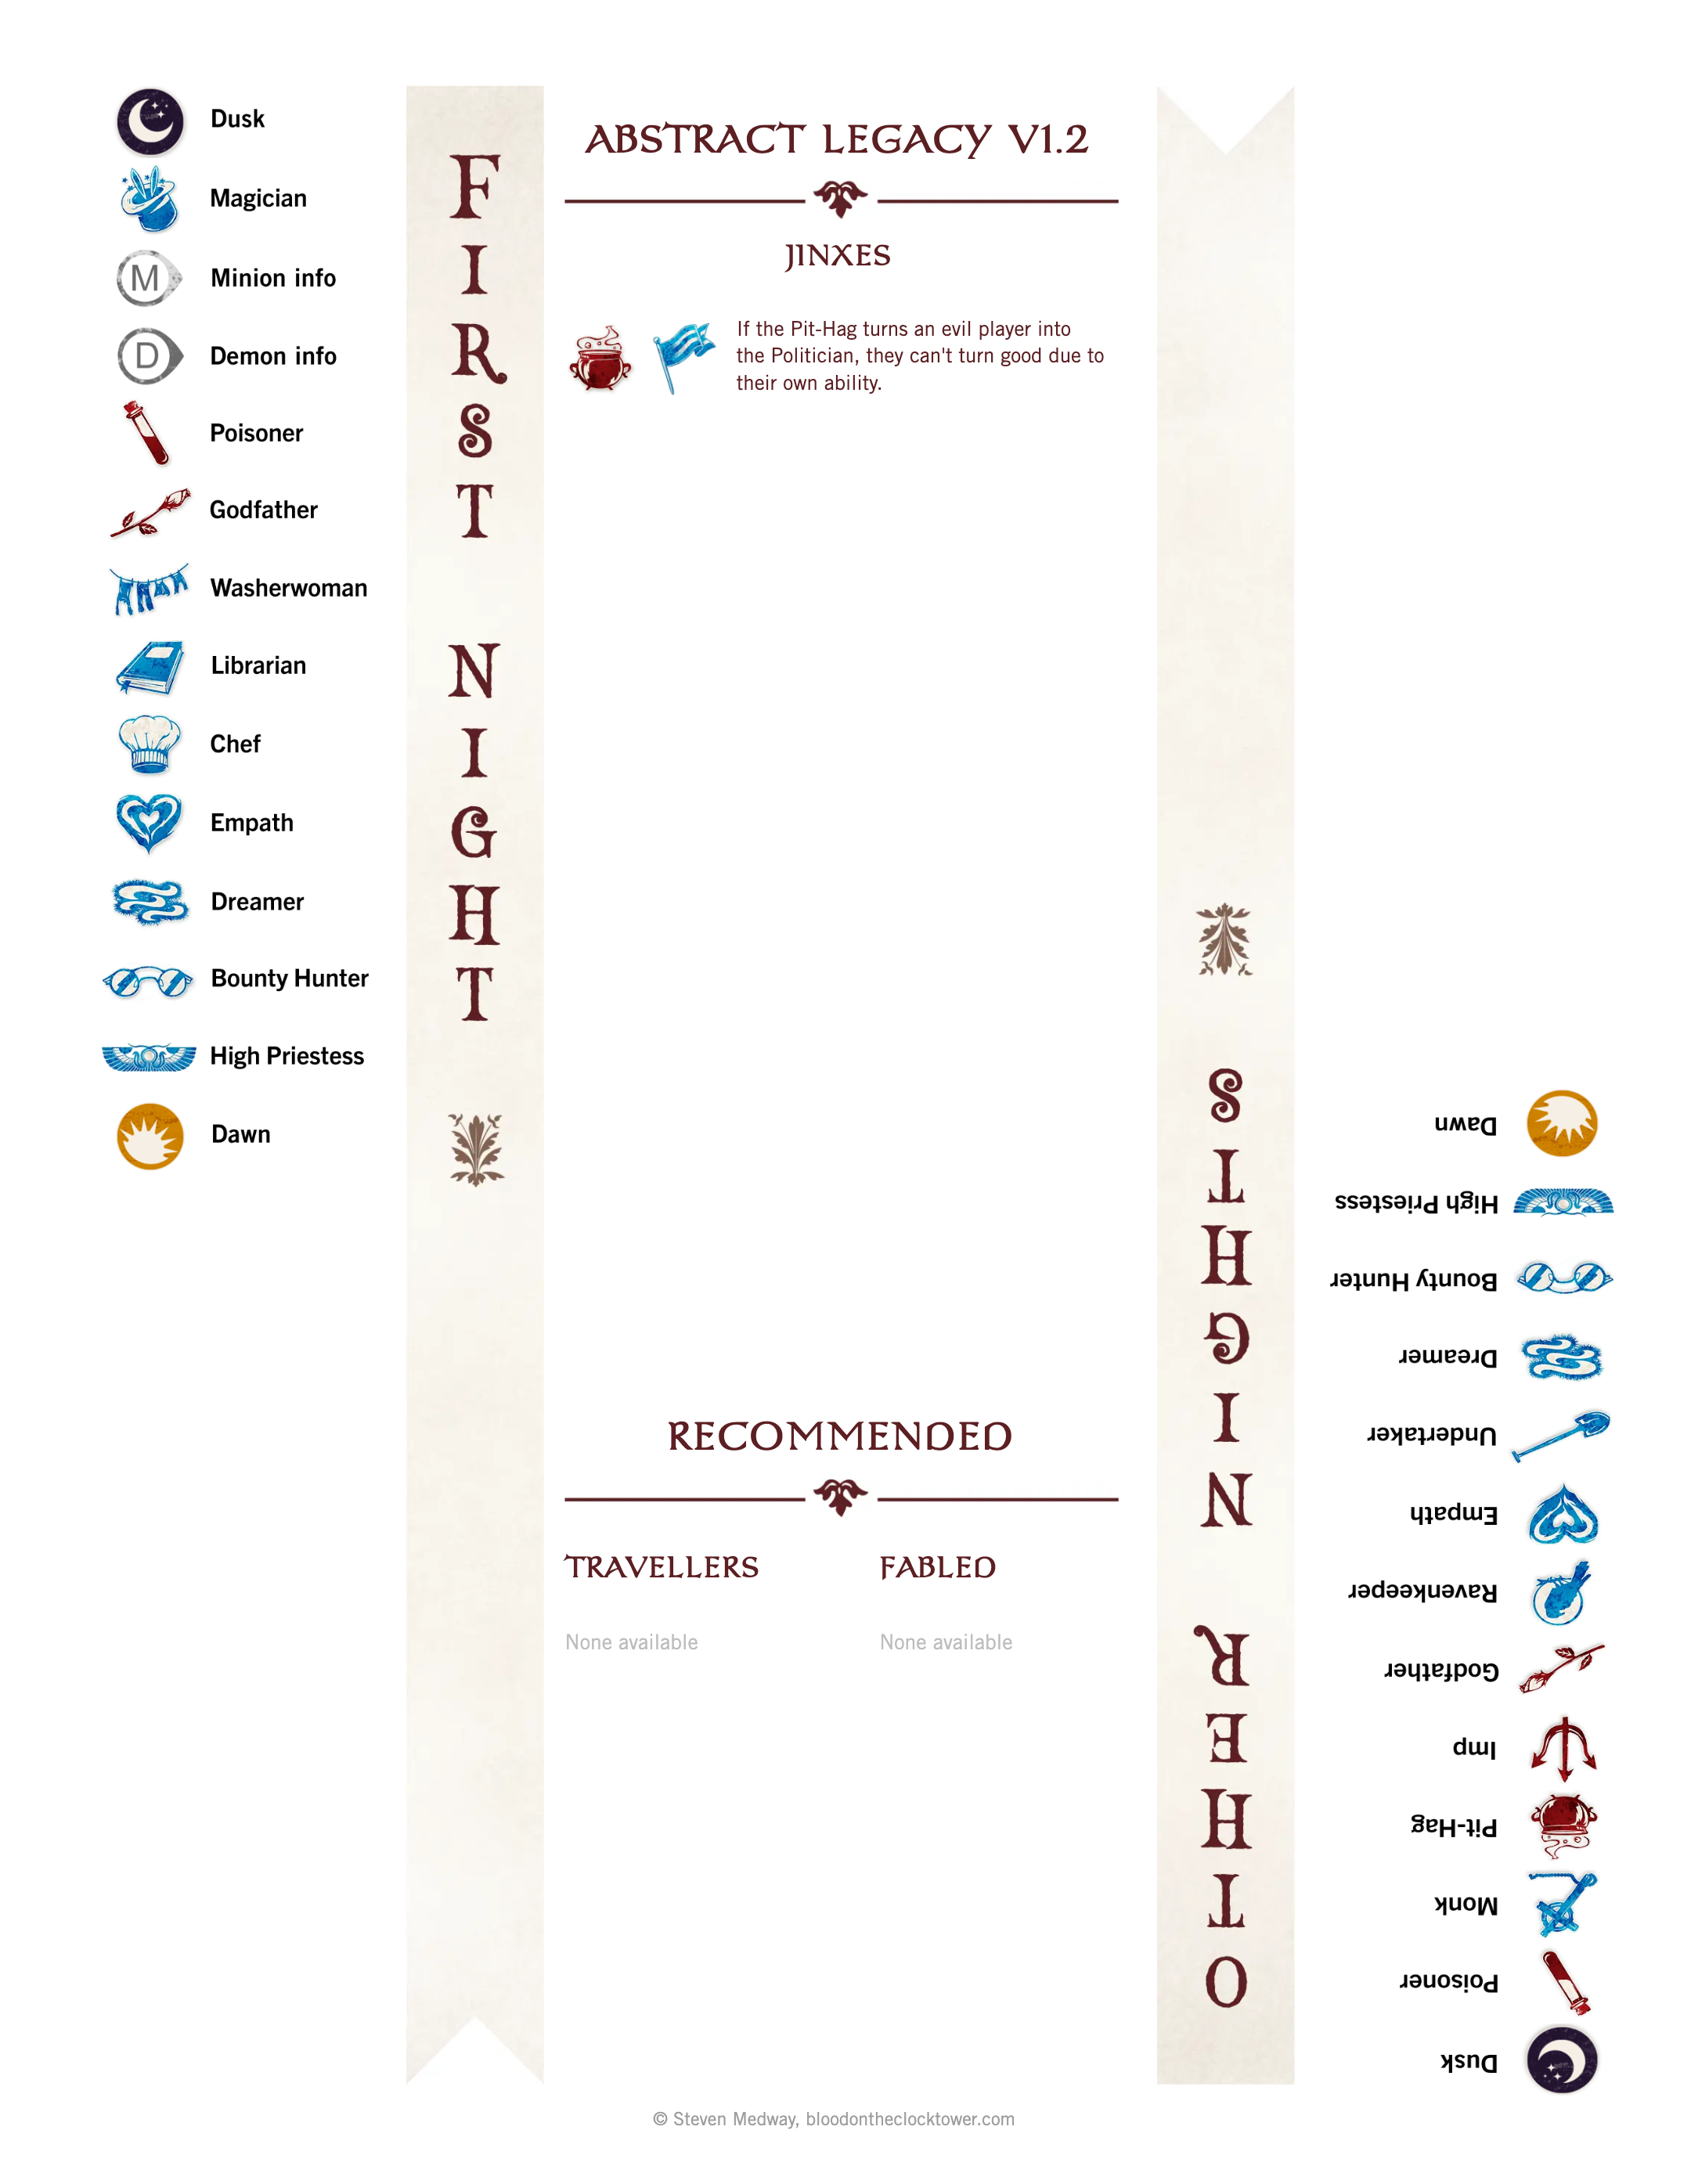 Dusk
Magician
M
Minion info
D
Demon info
Poisoner
Godfather
Washerwoman
Librarian
Chef
Empath
Dreamer
Bounty Hunter
High Priestess
Dawn
FIRST NIGHT
ABSTRACT LEGACY V1.2
JINXES
If the Pit-Hag turns an evil player into
the Politician, they can't turn good due to
their own ability.
RECOMMENDED
TRAVELLERS
None available
FABLED
None available
OTHER NIGHTS
Dusk
Poisoner
Monk
Pit-Hag
Imp
Godfather
Ravenkeeper
Empath
Undertaker
Dreamer
Bounty Hunter
High Priestess
Dawn
© Steven Medway, bloodontheclocktower.com